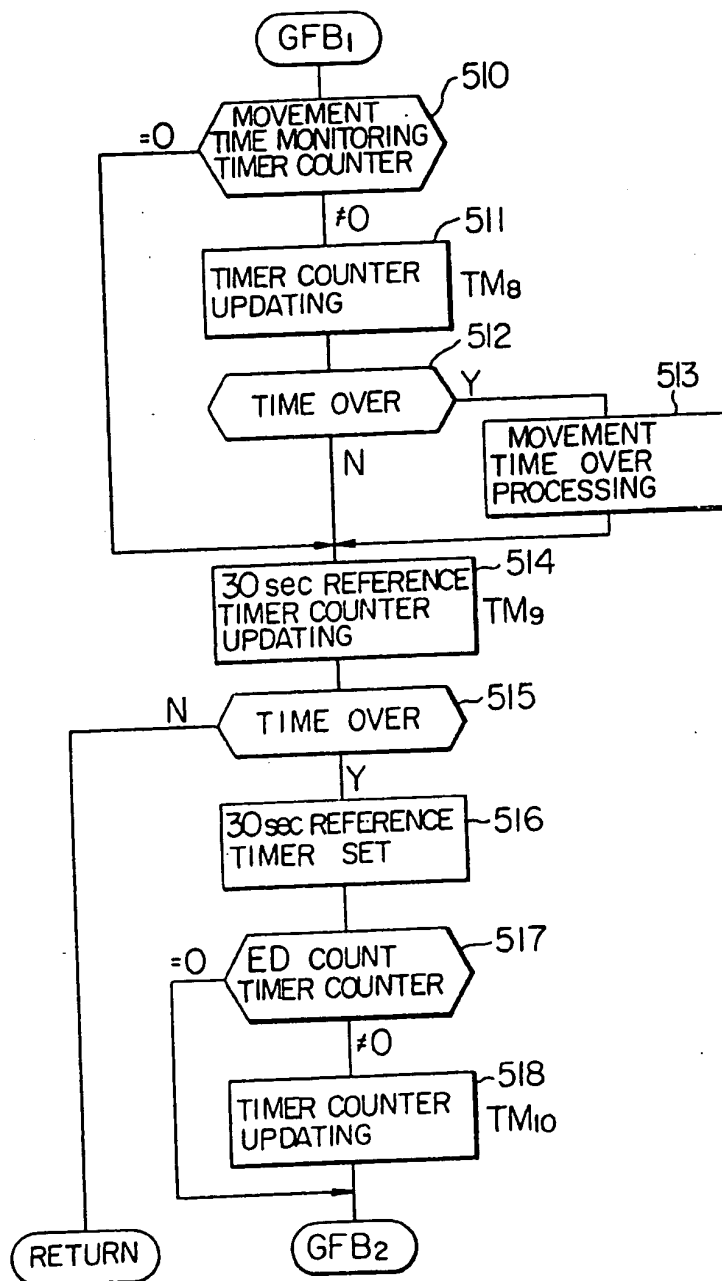 GFB₁
510
MOVEMENT
TIME MONITORING
TIMER COUNTER
=0
≠0
511
TIMER COUNTER
UPDATING
TM₈
512
TIME OVER
Y
N
513
MOVEMENT
TIME OVER
PROCESSING
514
30 sec REFERENCE
TIMER COUNTER
UPDATING
TM₉
515
TIME OVER
N
Y
516
30 sec REFERENCE
TIMER SET
517
ED COUNT
TIMER COUNTER
=0
≠0
518
TIMER COUNTER
UPDATING
TM₁₀
RETURN
GFB₂